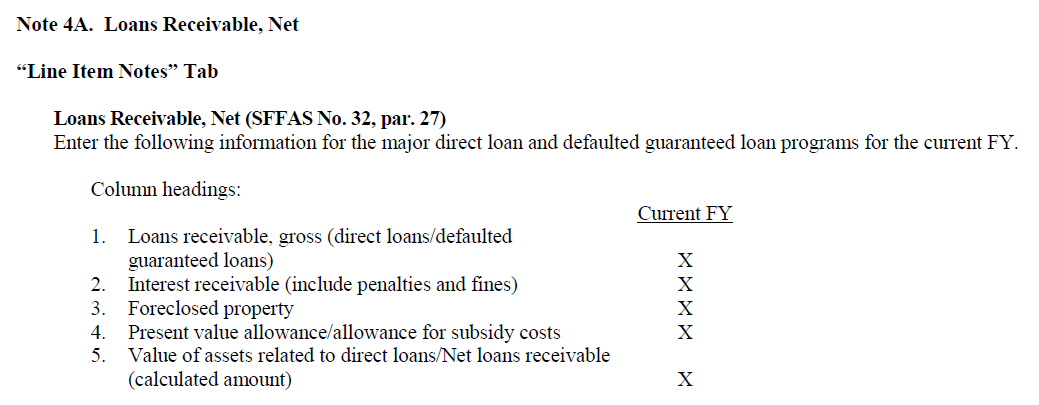 Note 4A. Loans Receivable, Net
“Line Item Notes” Tab
Loans Receivable, Net (SFFAS No. 32, par. 27)
Enter the following information for the major direct loan and defaulted guaranteed loan programs for the current FY.
Column headings:
Current FY
1. Loans receivable, gross (direct loans/defaulted
guaranteed loans) X
2. Interest receivable (include penalties and fines) X
3. Foreclosed property X
4. Present value allowance/allowance for subsidy costs X
5. Value of assets related to direct loans/Net loans receivable
(calculated amount) X